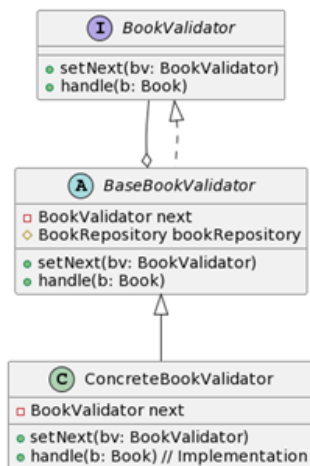 I BookValidator
setNext(bv: BookValidator)
handle(b: Book)
A BaseBookValidator
BookValidator next
BookRepository bookRepository
setNext(bv: BookValidator)
handle(b: Book)
C ConcreteBookValidator
BookValidator next
setNext(bv: BookValidator)
handle(b: Book) // Implementation